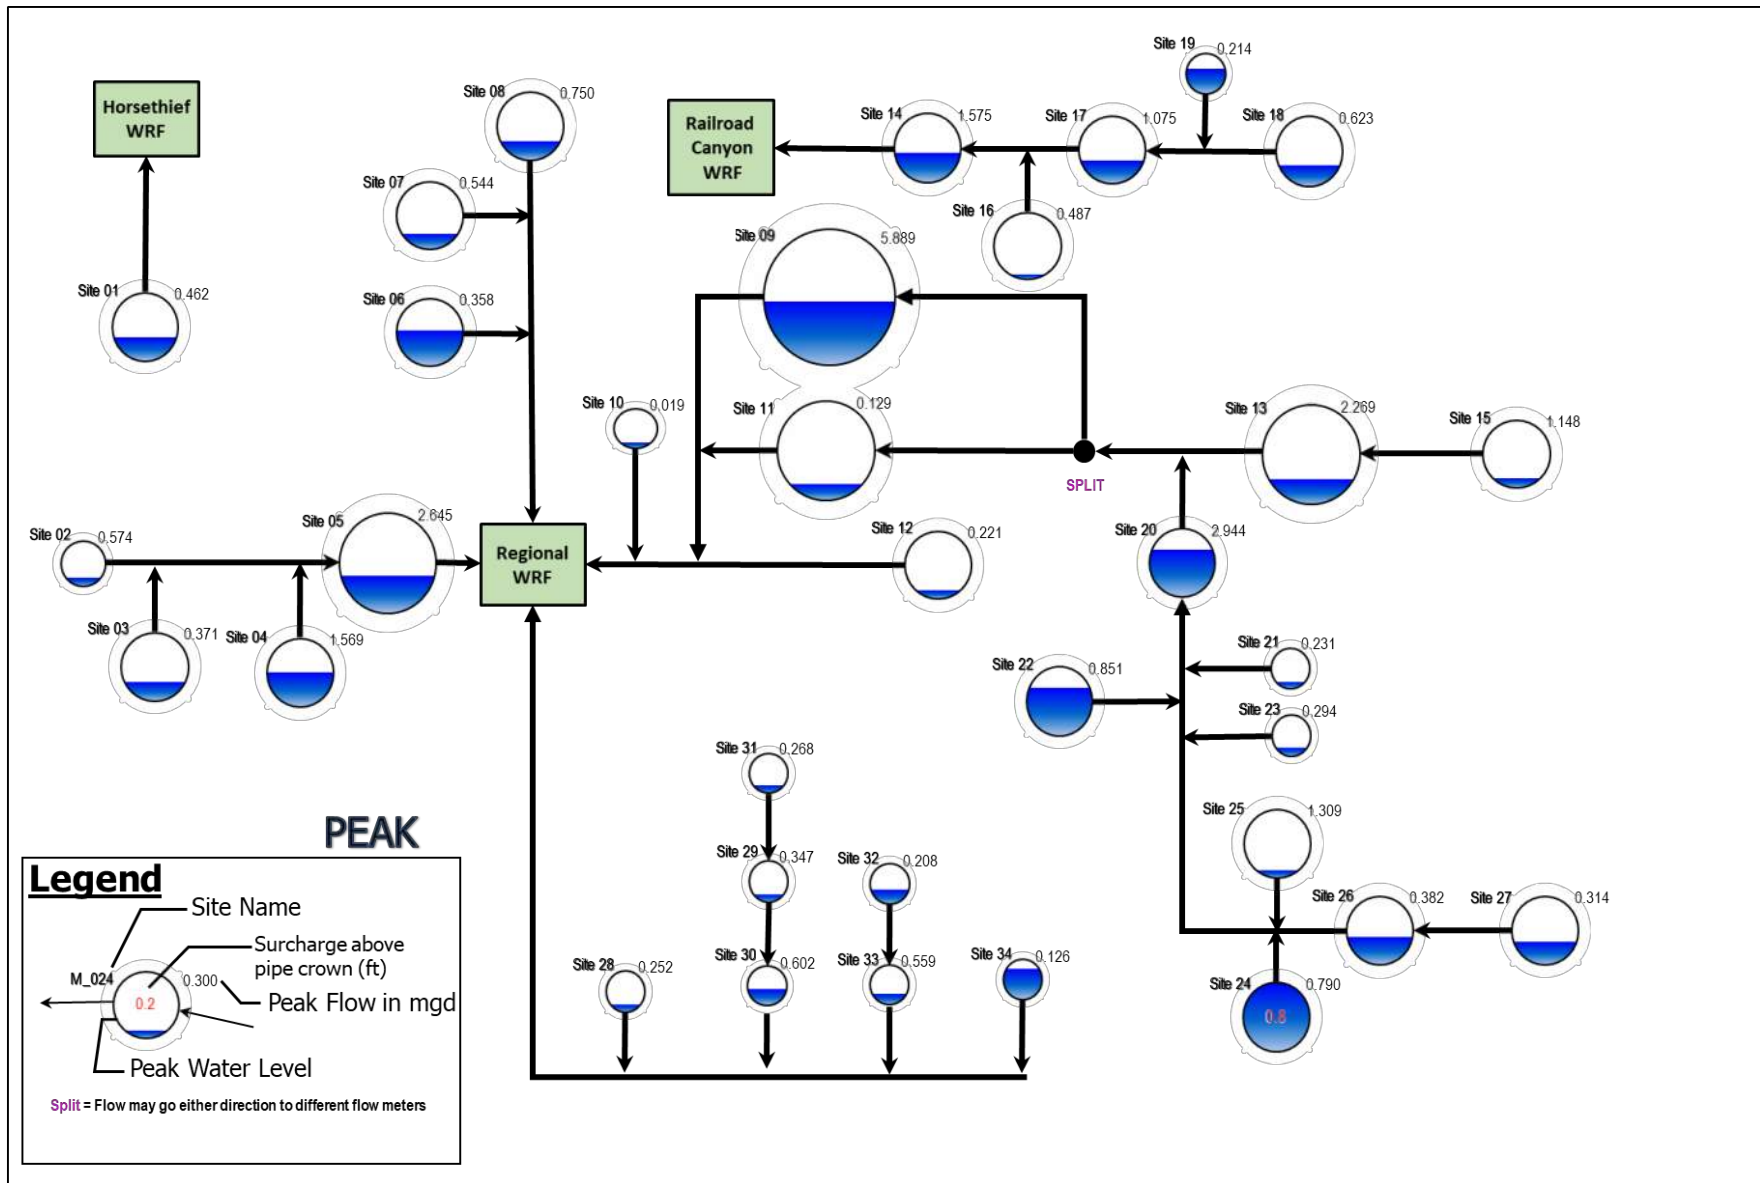 Site 19
0.214
Horsethief
WRF
Site 08
0.750
Railroad
Canyon
WRF
Site 14
1.575
Site 17
1.075
Site 18
0.623
Site 07
0.544
Site 16
0.487
Site 09
5.889
Site 01
0.462
Site 06
0.358
Site 10
0.019
Site 11
0.129
Site 13
2.269
Site 15
1.148
SPLIT
Site 02
0.574
Site 05
2.645
Regional
WRF
Site 12
0.221
Site 20
2.944
Site 03
0.371
Site 04
1.569
Site 21
0.231
Site 22
0.851
Site 23
0.294
Site 31
0.268
Site 25
1.309
PEAK
Site 29
0.347
Site 32
0.208
Site 26
0.382
Site 27
0.314
Site 28
0.252
Site 30
0.602
Site 33
0.559
Site 34
0.126
Site 24
0.790
0.8
Legend
Site Name
Surcharge above
pipe crown (ft)
M_024
0.300
0.2
Peak Flow in mgd
Peak Water Level
Split = Flow may go either direction to different flow meters